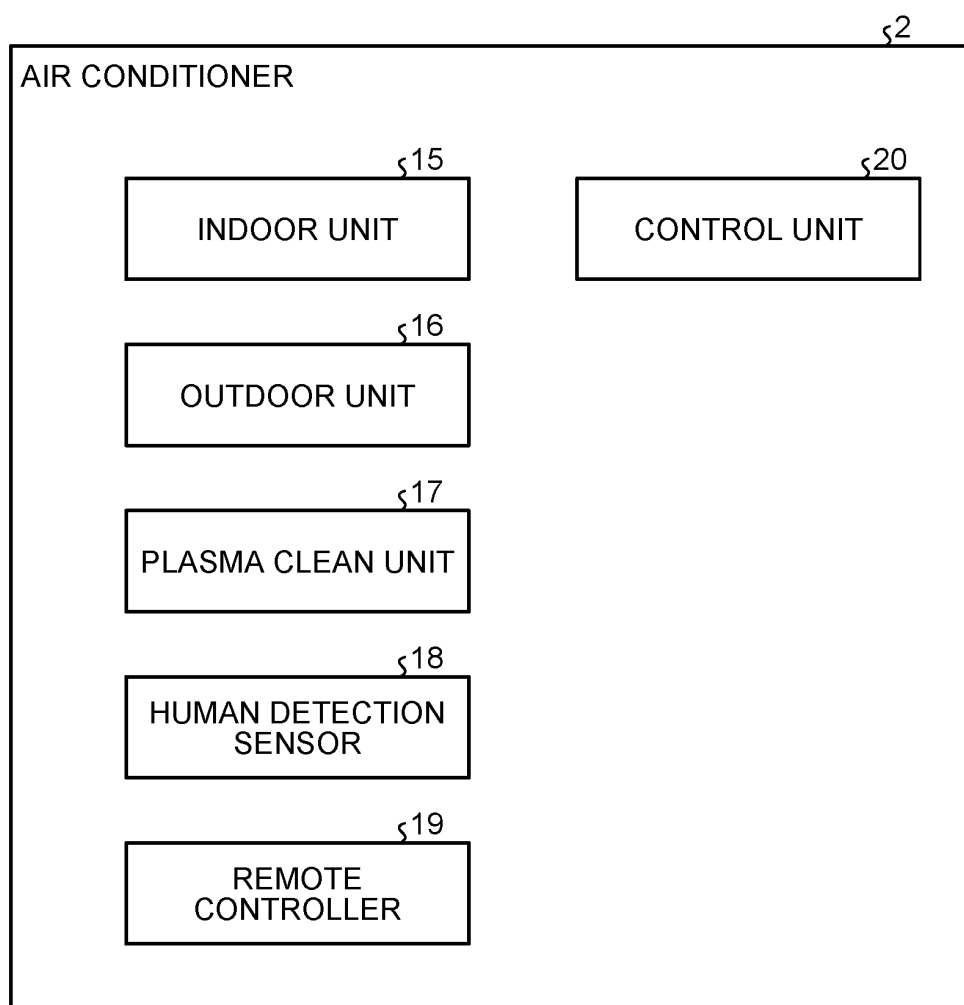 2
AIR CONDITIONER
15
INDOOR UNIT
20
CONTROL UNIT
16
OUTDOOR UNIT
17
PLASMA CLEAN UNIT
18
HUMAN DETECTION
SENSOR
19
REMOTE
CONTROLLER